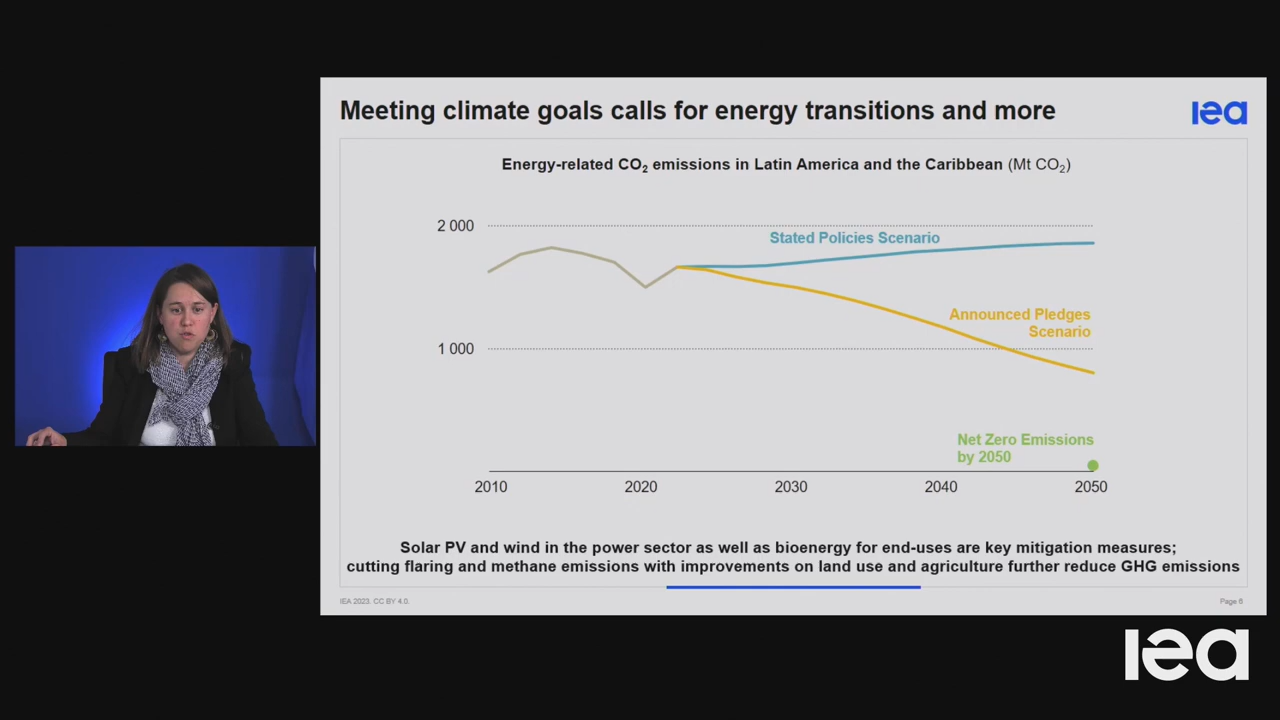 Meeting climate goals calls for energy transitions and more
iea
Energy-related CO₂ emissions in Latin America and the Caribbean (Mt CO₂)
2 000
Stated Policies Scenario
Announced Pledges
Scenario
1 000
Net Zero Emissions
by 2050
2010 2020 2030 2040 2050
Solar PV and wind in the power sector as well as bioenergy for end-uses are key mitigation measures;
cutting flaring and methane emissions with improvements on land use and agriculture further reduce GHG emissions
IEA 2023. CC BY 4.0.
Page 6
iea